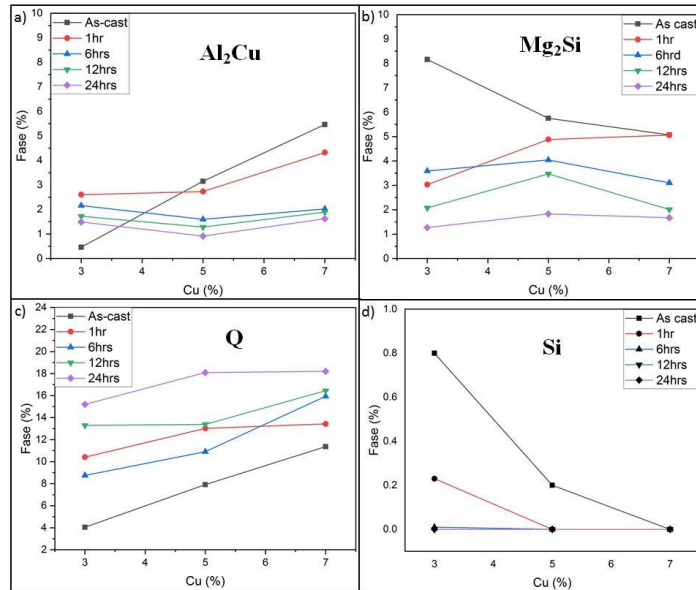 a)
As-cast
1hr
6hrs
12hrs
24hrs
Al₂Cu
Fase (%)
10
9
8
7
6
5
4
3
2
1
0
3 4 5 6 7
Cu (%)
b)
Mg₂Si
As cast
1hr
6hrd
12hrs
24hrs
Fase (%)
10
9
8
7
6
5
4
3
2
1
0
3 4 5 6 7
Cu (%)
c)
As-cast
1hr
6hrs
12hrs
24hrs
Q
Fase (%)
24
22
20
18
16
14
12
10
8
6
4
2
3 4 5 6 7
Cu (%)
d)
Si
As cast
1hr
6hrs
12hrs
24hrs
Fase (%)
1.0
0.8
0.6
0.4
0.2
0.0
3 4 5 6 7
Cu (%)